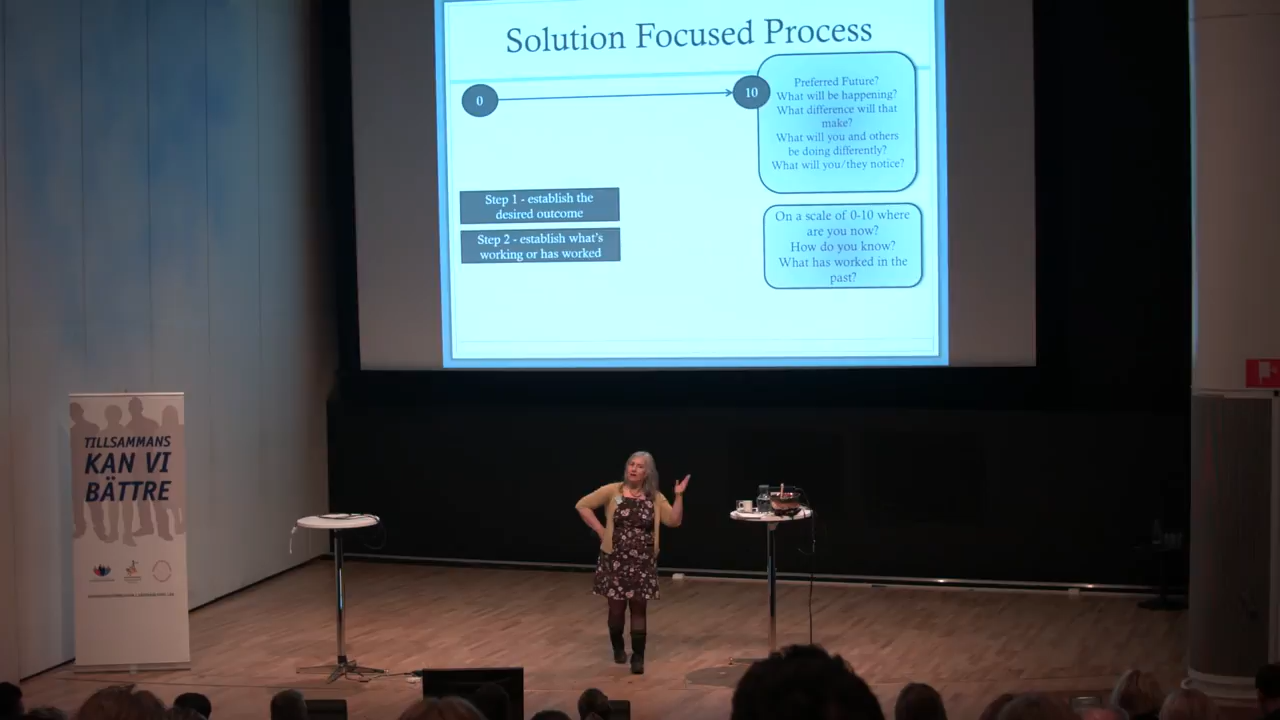 Solution Focused Process
0
10
Preferred Future?
What will be happening?
What difference will that
make?
What will you and others
be doing differently?
What will you/they notice?
Step 1 - establish the
desired outcome
Step 2 - establish what's
working or has worked
On a scale of 0-10 where
are you now?
How do you know?
What has worked in the
past?
TILLSAMMANS
KAN VI
BÄTTRE